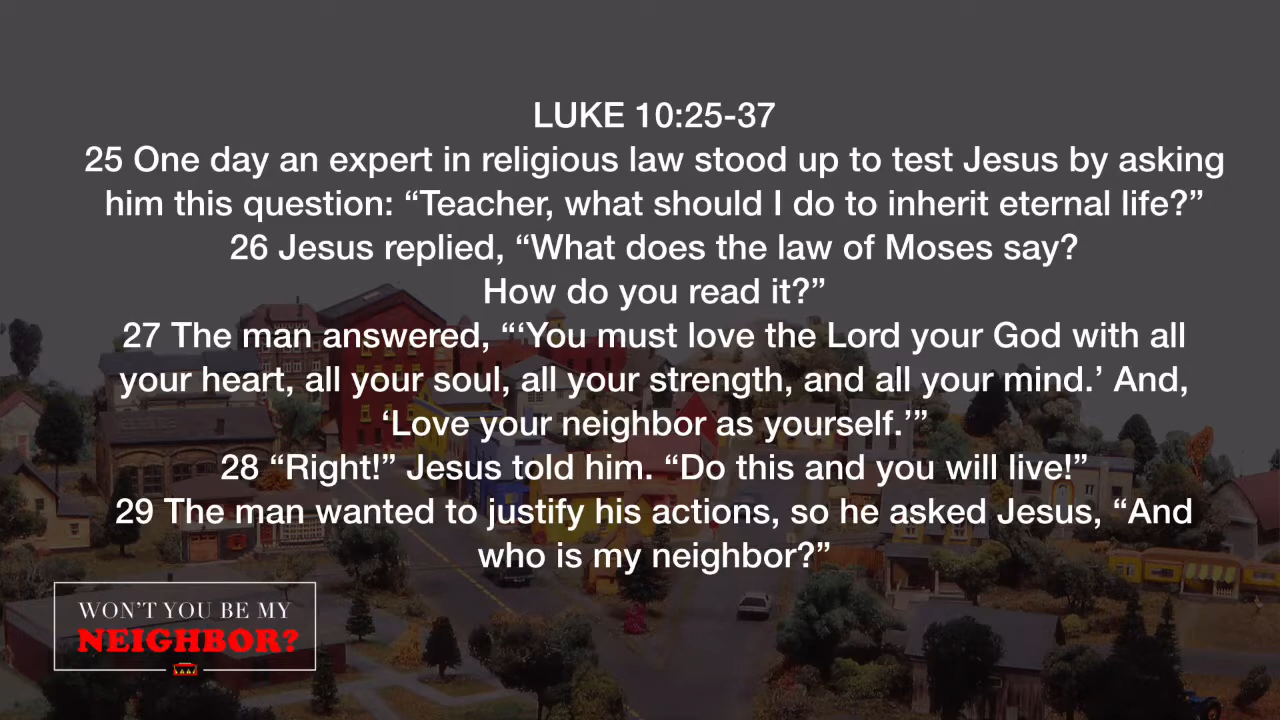 LUKE 10:25-37
25 One day an expert in religious law stood up to test Jesus by asking
him this question: “Teacher, what should I do to inherit eternal life?”
26 Jesus replied, “What does the law of Moses say?
How do you read it?”
27 The man answered, “‘You must love the Lord your God with all
your heart, all your soul, all your strength, and all your mind.’ And,
‘Love your neighbor as yourself.’”
28 “Right!” Jesus told him. “Do this and you will live!”
29 The man wanted to justify his actions, so he asked Jesus, “And
who is my neighbor?”
WON’T YOU BE MY
NEIGHBOR?